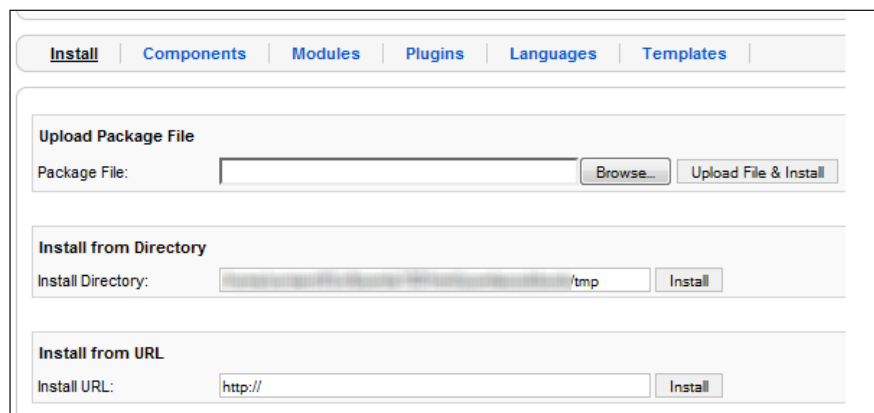 Install Components Modules Plugins Languages Templates
Upload Package File
Package File: Browse... Upload File & Install
Install from Directory
Install Directory: /tmp Install
Install from URL
Install URL: http:// Install